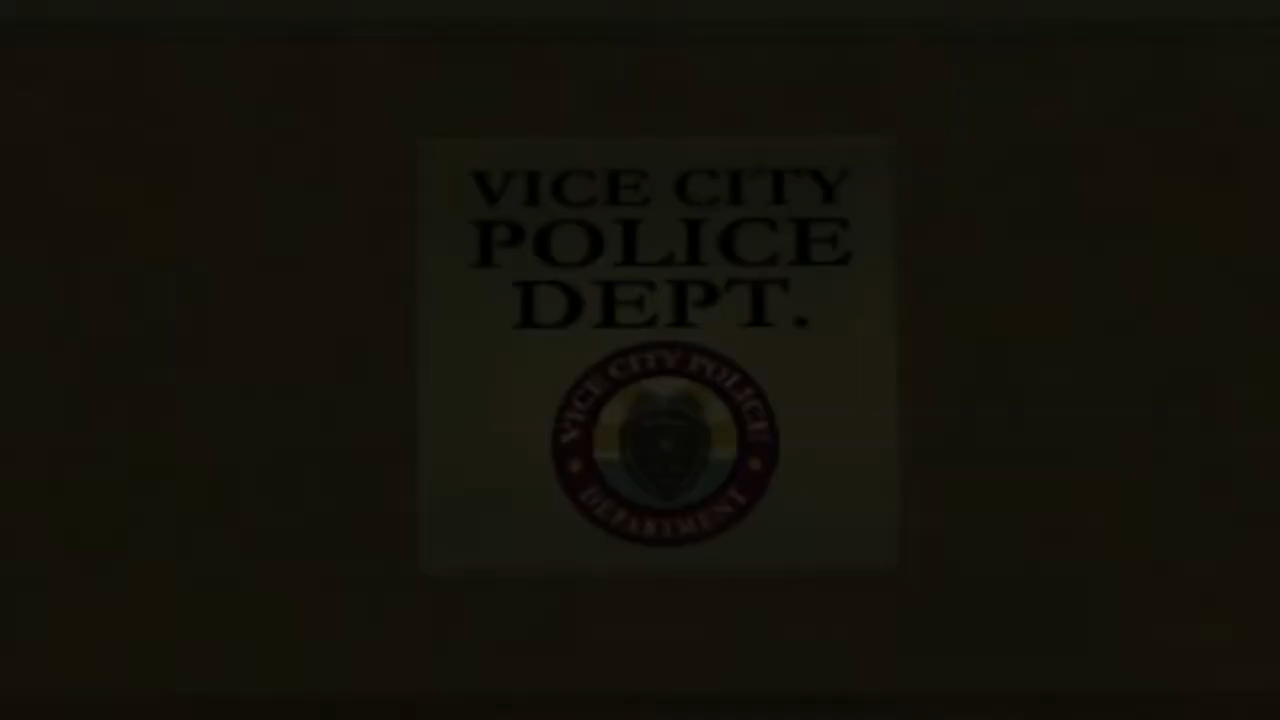 VICE CITY
POLICE
DEPT.
VICE CITY POLICE
DEPARTMENT